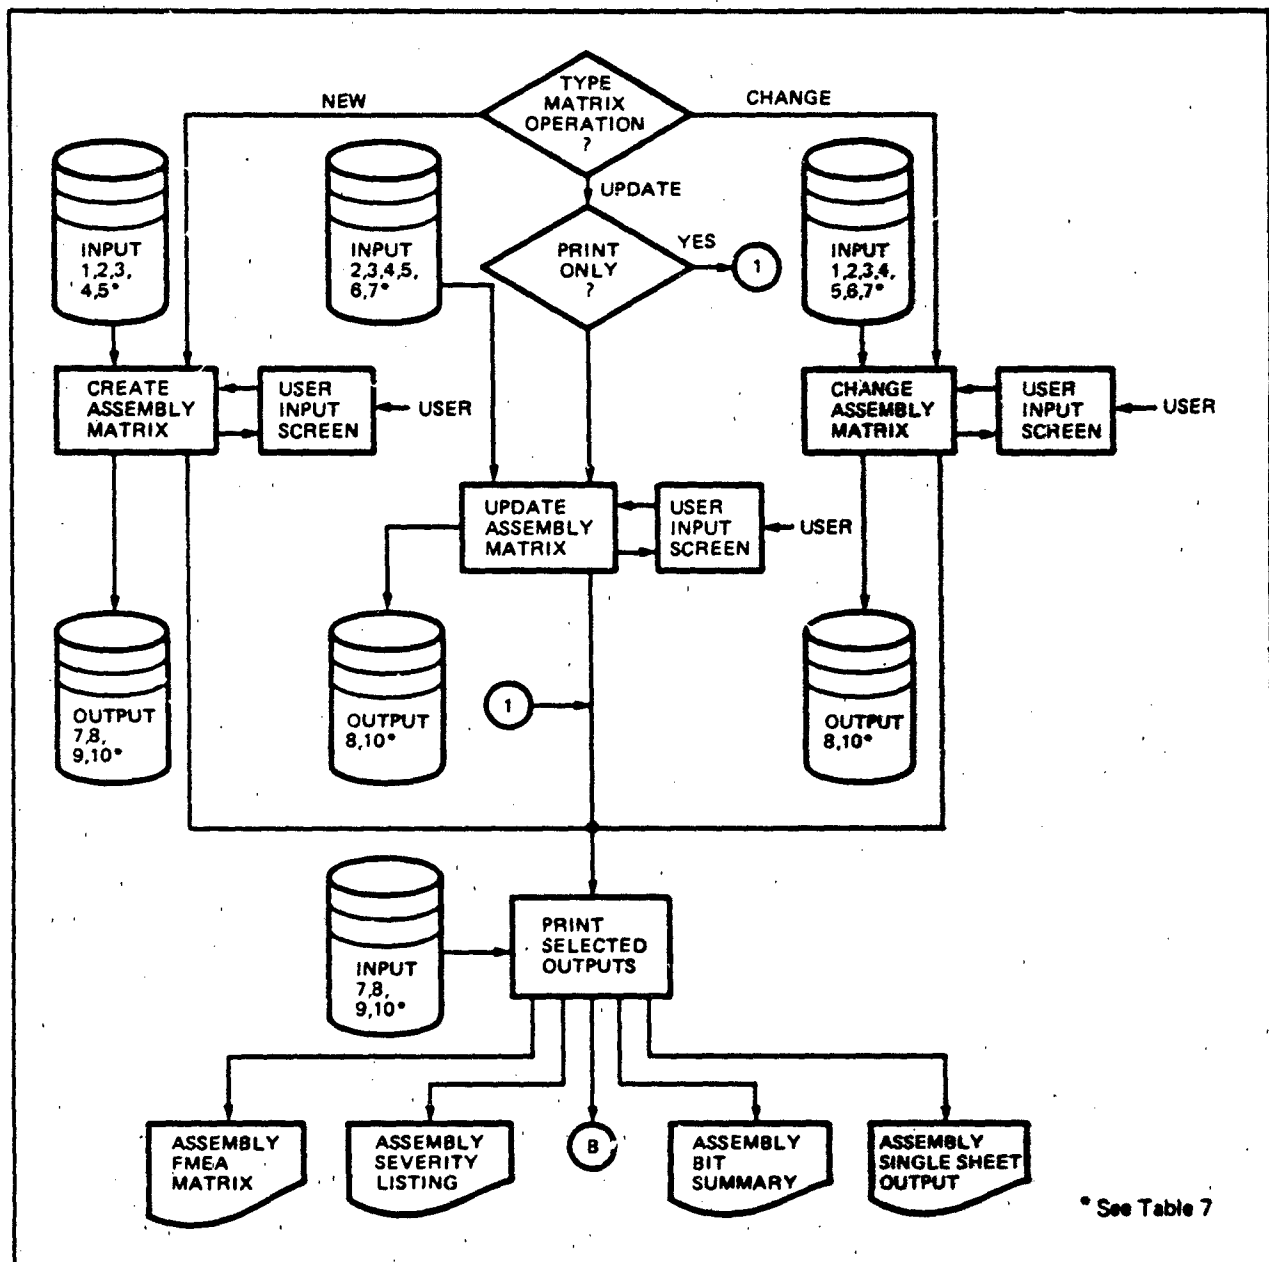 TYPE
MATRIX
OPERATION
?
NEW
CHANGE
UPDATE
INPUT
1,2,3,
4,5*
INPUT
2,3,4,5,
6,7*
PRINT
ONLY
?
YES
1
INPUT
1,2,3,4,
5,6,7*
CREATE
ASSEMBLY
MATRIX
USER
INPUT
SCREEN
USER
CHANGE
ASSEMBLY
MATRIX
USER
INPUT
SCREEN
USER
UPDATE
ASSEMBLY
MATRIX
USER
INPUT
SCREEN
USER
OUTPUT
7,8,
9,10*
OUTPUT
8,10*
1
OUTPUT
8,10*
INPUT
7,8,
9,10*
PRINT
SELECTED
OUTPUTS
ASSEMBLY
FMEA
MATRIX
ASSEMBLY
SEVERITY
LISTING
B
ASSEMBLY
BIT
SUMMARY
ASSEMBLY
SINGLE SHEET
OUTPUT
* See Table 7